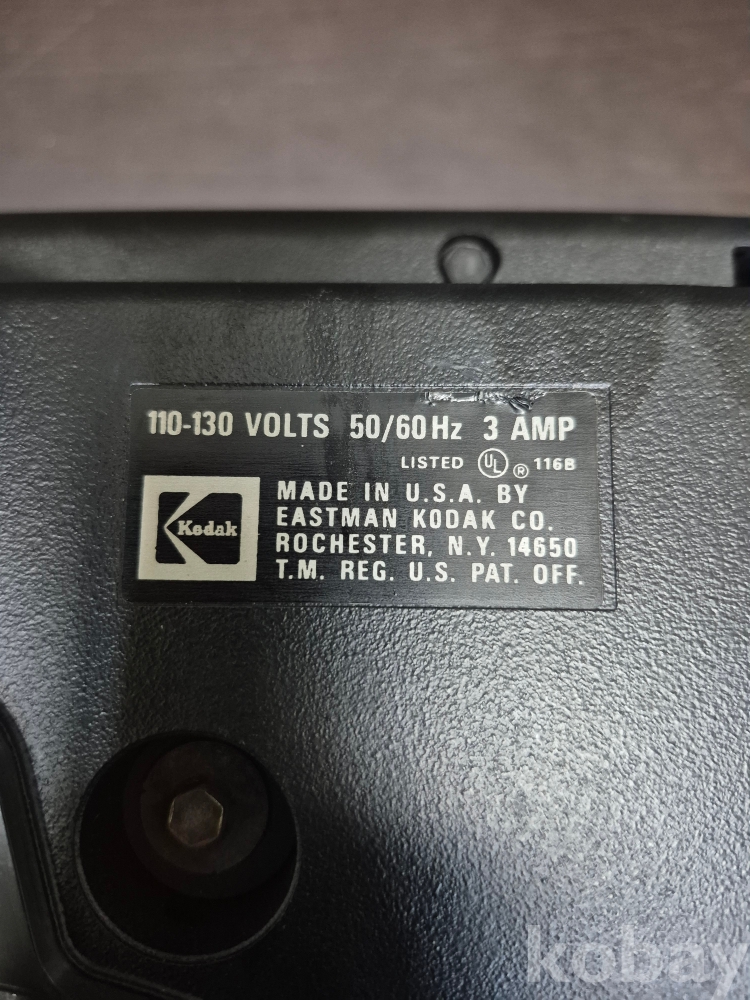 110-130 VOLTS 50/60Hz 3 AMP
LISTED UL ® 116B
Kodak
MADE IN U.S.A. BY
EASTMAN KODAK CO.
ROCHESTER, N.Y. 14650
T.M. REG. U.S. PAT. OFF.
kobay